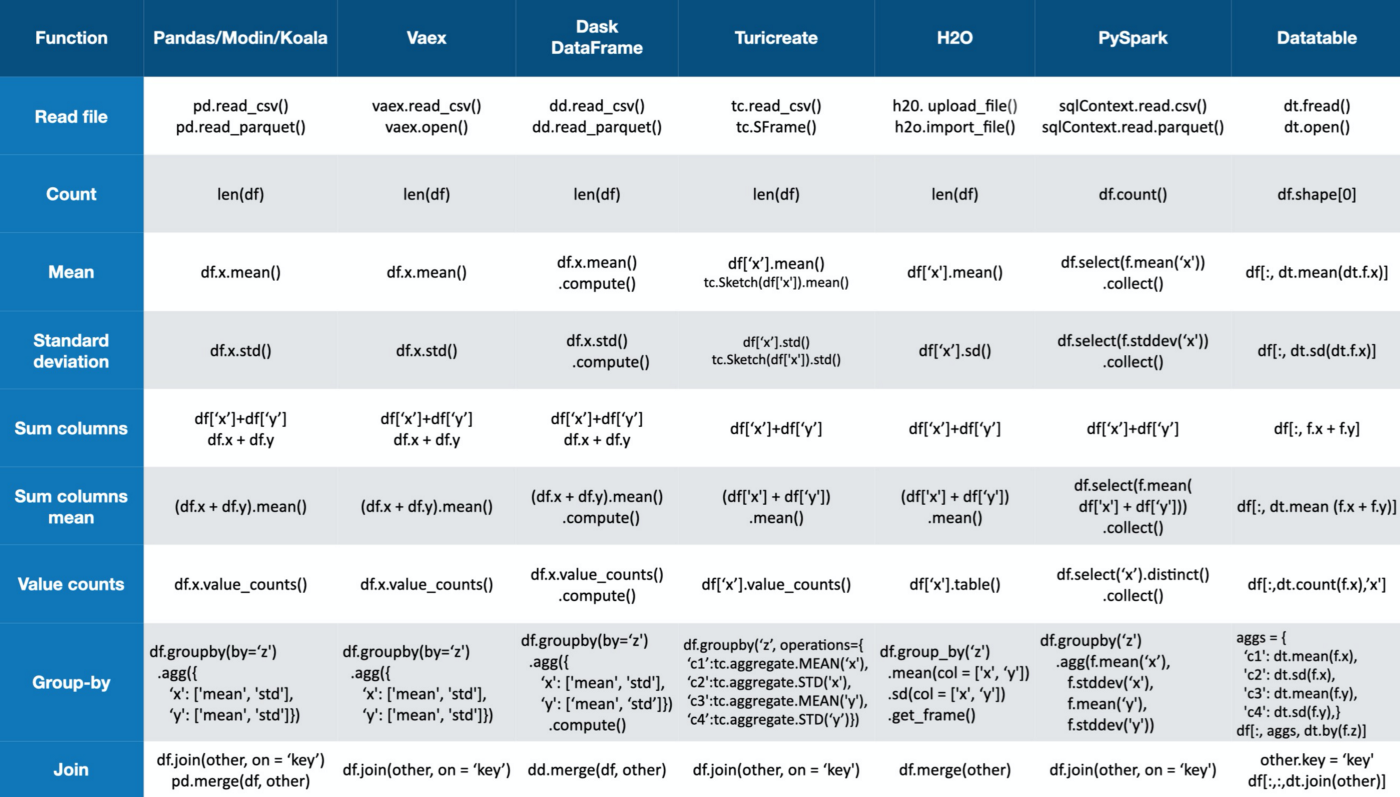 Function
Pandas/Modin/Koala
Vaex
Dask
DataFrame
Turicreate
H2O
PySpark
Datatable
Read file
pd.read_csv()
pd.read_parquet()
vaex.read_csv()
vaex.open()
dd.read_csv()
dd.read_parquet()
tc.read_csv()
tc.SFrame()
h20. upload_file()
h2o.import_file()
sqlContext.read.csv()
sqlContext.read.parquet()
dt.fread()
dt.open()
Count
len(df)
len(df)
len(df)
len(df)
len(df)
df.count()
df.shape[0]
Mean
df.x.mean()
df.x.mean()
df.x.mean()
.compute()
df[‘x’].mean()
tc.Sketch(df['x']).mean()
df[‘x'].mean()
df.select(f.mean(‘x'))
.collect()
df[:, dt.mean(dt.f.x)]
Standard
deviation
df.x.std()
df.x.std()
df.x.std()
.compute()
df[‘x’].std()
tc.Sketch(df['x']).std()
df[‘x’].sd()
df.select(f.stddev(‘x'))
.collect()
df[:, dt.sd(dt.f.x)]
Sum columns
df[‘x’]+df[‘y’]
df.x + df.y
df[‘x’]+df[‘y’]
df.x + df.y
df[‘x’]+df[‘y’]
df.x + df.y
df[‘x’]+df[‘y’]
df[‘x’]+df[‘y’]
df[‘x’]+df[‘y’]
df[:, f.x + f.y]
Sum columns
mean
(df.x + df.y).mean()
(df.x + df.y).mean()
(df.x + df.y).mean()
.compute()
(df['x'] + df[‘y'])
.mean()
(df['x'] + df[‘y'])
.mean()
df.select(f.mean(
df['x'] + df[‘y']))
.collect()
df[:, dt.mean (f.x + f.y)]
Value counts
df.x.value_counts()
df.x.value_counts()
df.x.value_counts()
.compute()
df[‘x’].value_counts()
df[‘x'].table()
df.select(‘x’).distinct()
.collect()
df[:,dt.count(f.x),’x']
Group-by
df.groupby(by=‘z')
.agg({
‘x': ['mean', 'std'],
‘y': ['mean', 'std']})
df.groupby(by=‘z')
.agg({
‘x': ['mean', 'std'],
‘y': ['mean', 'std']})
df.groupby(by=‘z')
.agg({
‘x': ['mean', 'std'],
‘y': [‘mean', ‘std’]})
.compute()
df.groupby(‘z’, operations={
‘c1':tc.aggregate.MEAN(‘x'),
‘c2':tc.aggregate.STD(‘x'),
‘c3':tc.aggregate.MEAN(‘y'),
‘c4’:tc.aggregate.STD(‘y’)})
df.group_by(‘z')
.mean(col = ['x', ‘y'])
.sd(col = ['x', ‘y'])
.get_frame()
df.groupby(‘z')
.agg(f.mean(‘x’),
f.stddev(‘x'),
f.mean(‘y'),
f.stddev('y'))
aggs = {
'c1': dt.mean(f.x),
'c2': dt.sd(f.x),
'c3': dt.mean(f.y),
'c4': dt.sd(f.y),}
df[:, aggs, dt.by(f.z)]
Join
df.join(other, on = ‘key’)
pd.merge(df, other)
df.join(other, on = ‘key’)
dd.merge(df, other)
df.join(other, on = ‘key')
df.merge(other)
df.join(other, on = ‘key')
other.key = ’key'
df[:,:,dt.join(other)]